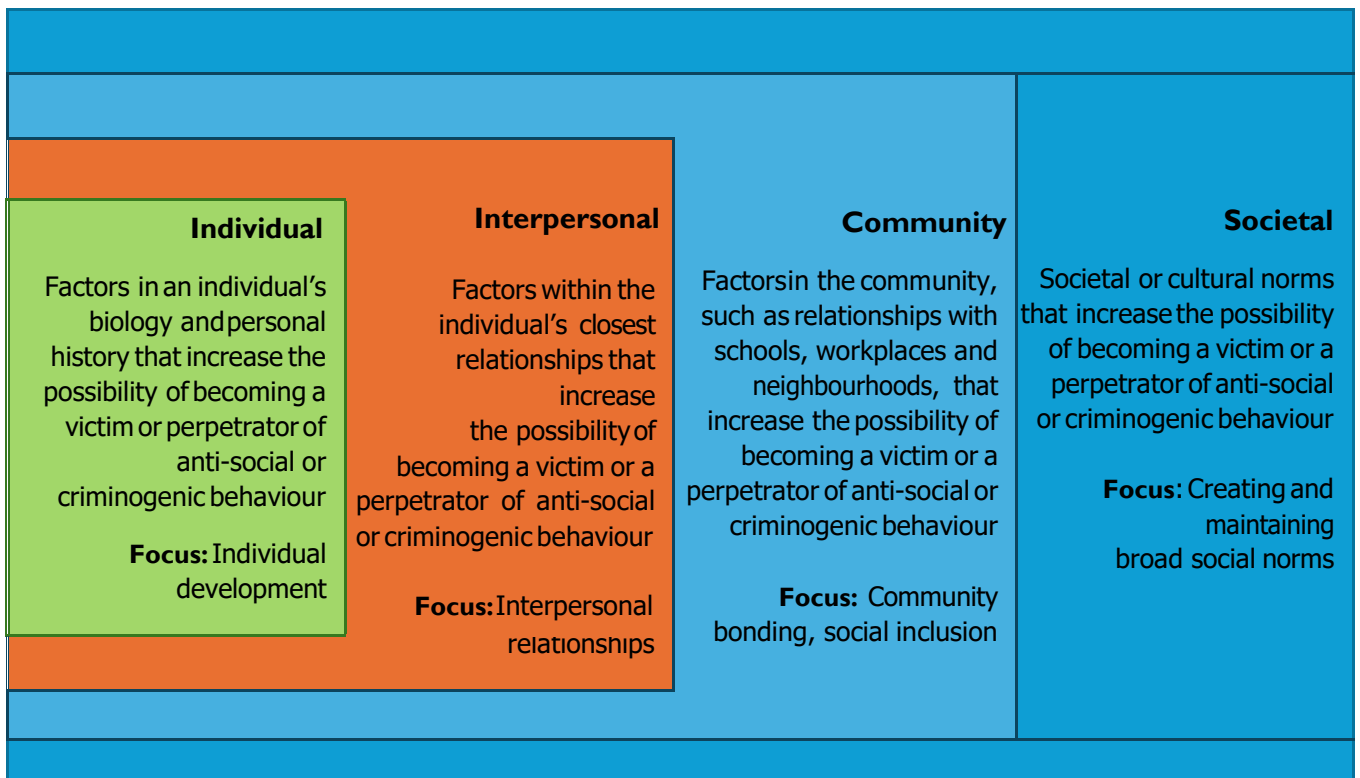 Individual
Factors in an individual’s
biology and personal
history that increase the
possibility of becoming a
victim or perpetrator of
anti-social or
criminogenic behaviour
Focus: Individual
development
Interpersonal
Factors within the
individual’s closest
relationships that
increase
the possibility of
becoming a victim or a
perpetrator of anti-social
or criminogenic behaviour
Focus: Interpersonal
relationships
Community
Factorsin the community,
such as relationships with
schools, workplaces and
neighbourhoods, that
increase the possibility of
becoming a victim or a
perpetrator of anti-social or
criminogenic behaviour
Focus: Community
bonding, social inclusion
Societal
Societal or cultural norms
that increase the possibility
of becoming a victim or a
perpetrator of anti-social
or criminogenic behaviour
Focus: Creating and
maintaining
broad social norms